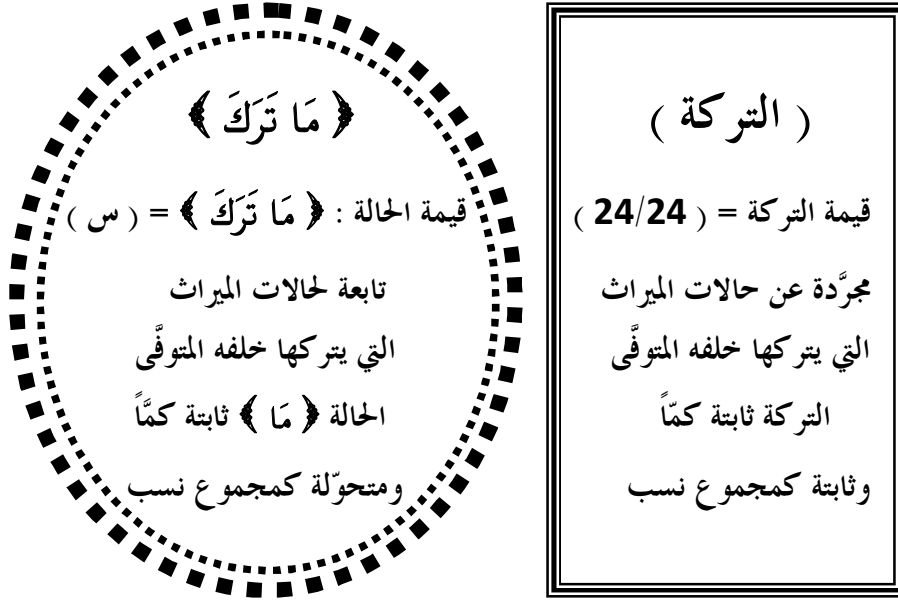 ( التركة )
قيمة التركة = ( 24/24 )
مجرَّدة عن حالات الميراث
التي يتركها خلفه المتوفَّى
التركة ثابتة كمّاً
وثابتة كمجموع نسب
﴿ مَا تَرَكَ ﴾
قيمة الحالة : ﴿ مَا تَرَكَ ﴾ = ( س )
تابعة لحالات الميراث
التي يتركها خلفه المتوفَّى
الحالة ﴿ مَا ﴾ ثابتة كمَّاً
ومتحوّلة كمجموع نسب